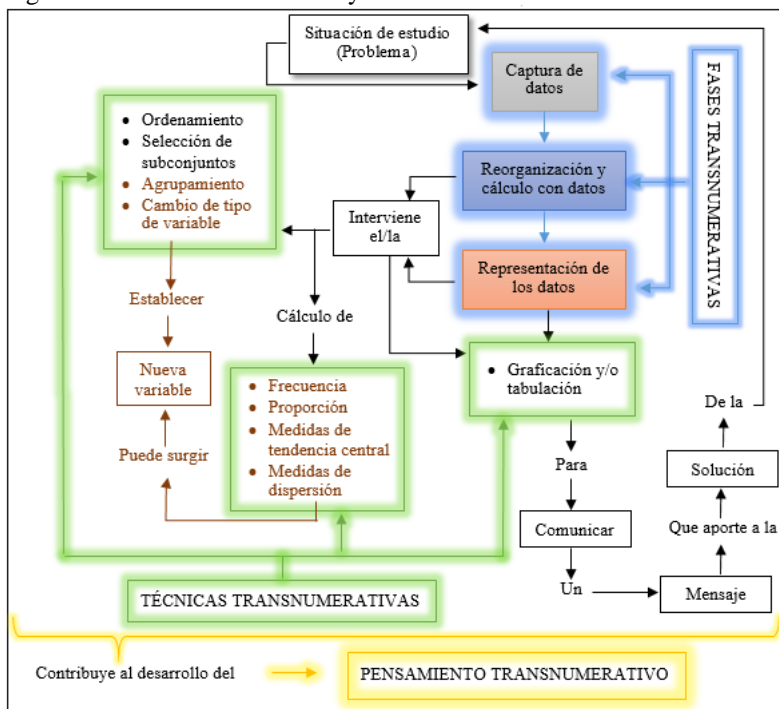 Situación de estudio
(Problema)
Captura de
datos
FASES TRANSNUMERATIVAS
• Ordenamiento
• Selección de
subconjuntos
• Agrupamiento
• Cambio de tipo
de variable
Reorganización y
cálculo con datos
Interviene
el/la
Representación de
los datos
Establecer
Cálculo de
Nueva
variable
• Graficación y/o
tabulación
• Frecuencia
• Proporción
• Medidas de
tendencia central
• Medidas de
dispersión
De la
Puede surgir
Para
Solución
Comunicar
Que aporte a la
Un
Mensaje
TÉCNICAS TRANSNUMERATIVAS
Contribuye al desarrollo del
PENSAMIENTO TRANSNUMERATIVO